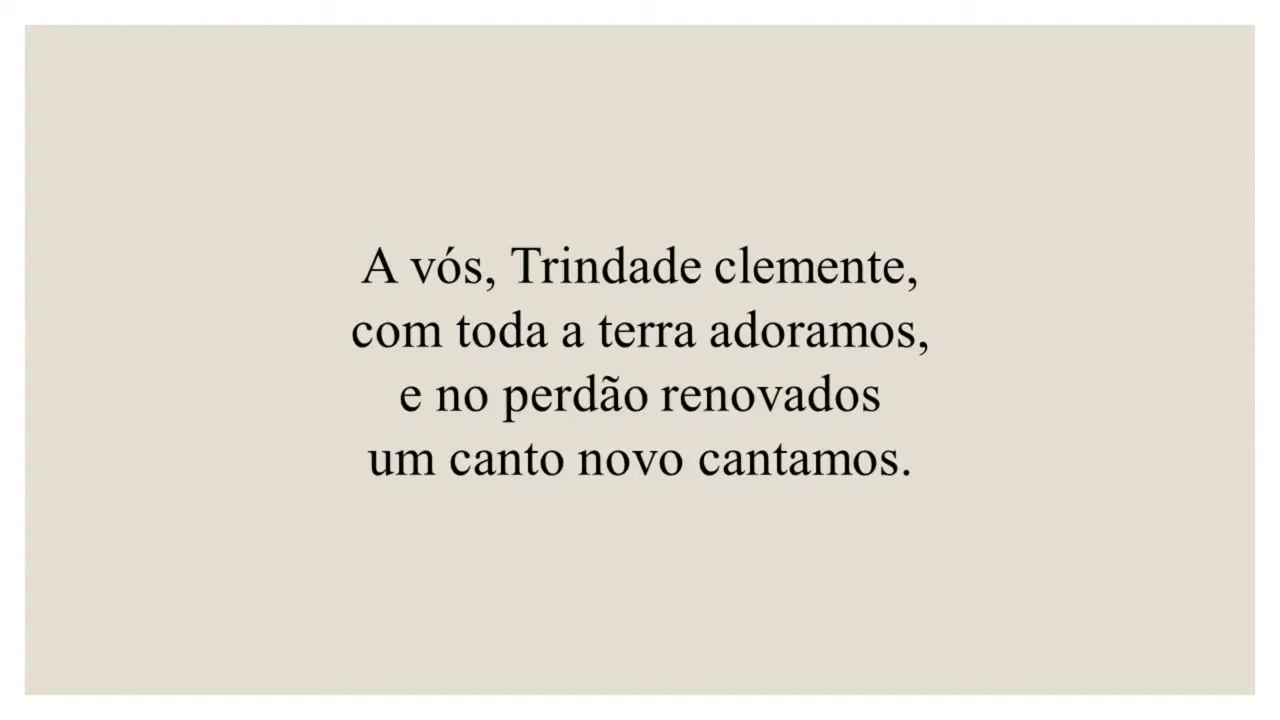 A vós, Trindade clemente,
com toda a terra adoramos,
e no perdão renovados
um canto novo cantamos.